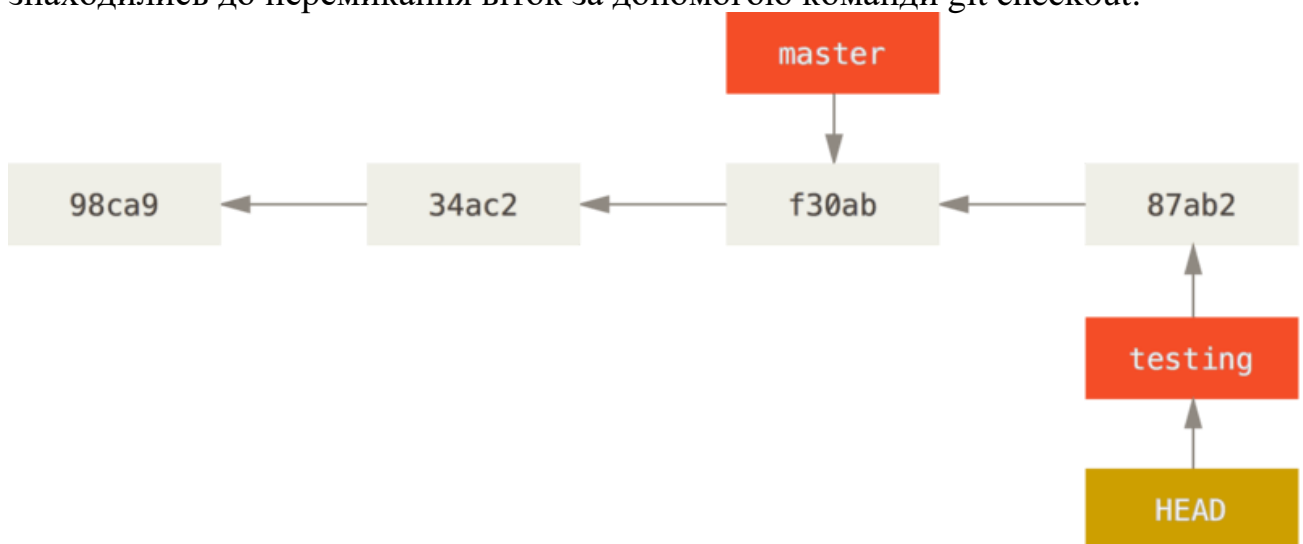 знаходились до перемикання віток за допомогою команди git checkout.
master
98ca9
34ac2
f30ab
87ab2
testing
HEAD